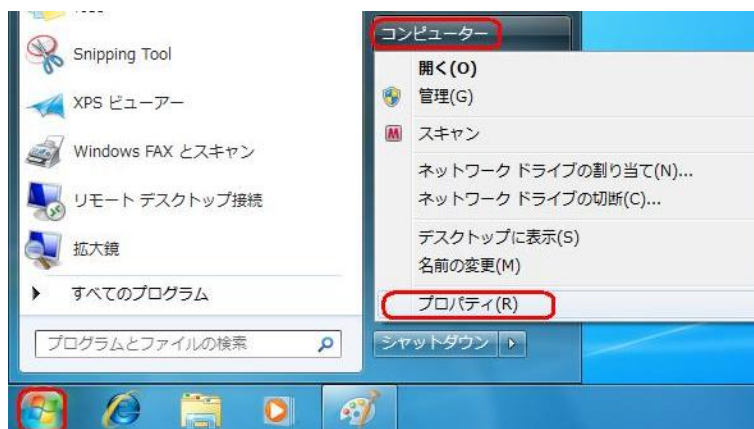 Snipping Tool
XPS ビューアー
Windows FAX とスキャン
リモート デスクトップ接続
拡大鏡
すべてのプログラム
プログラムとファイルの検索
コンピューター
開く(O)
管理(G)
スキャン
ネットワーク ドライブの割り当て(N)...
ネットワーク ドライブの切断(C)...
デスクトップに表示(S)
名前の変更(M)
プロパティ(R)
シャットダウン